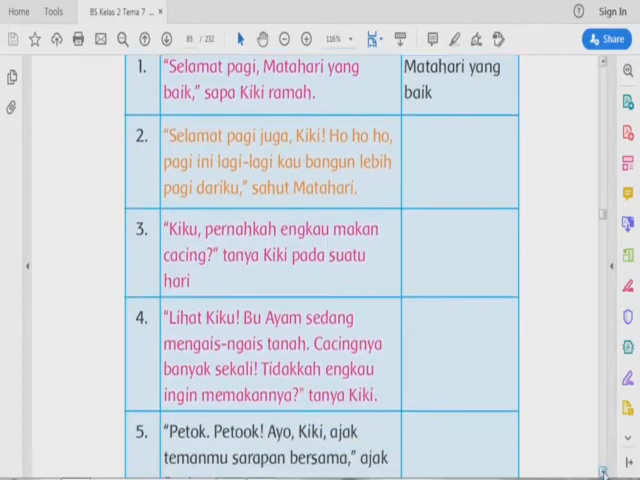 Home
Tools
BS Kelas 2 Tema 7 ...
Sign In
85 / 232
116%
Share
1.
"Selamat pagi, Matahari yang
baik," sapa Kiki ramah.
Matahari yang
baik
2.
"Selamat pagi juga, Kiki! Ho ho ho,
pagi ini lagi-lagi kau bangun lebih
pagi dariku," sahut Matahari.
3.
"Kiku, pernahkah engkau makan
cacing?" tanya Kiki pada suatu
hari
4.
"Lihat Kiku! Bu Ayam sedang
mengais-ngais tanah. Cacingnya
banyak sekali! Tidakkah engkau
ingin memakannya?" tanya Kiki.
5.
"Petok. Petook! Ayo, Kiki, ajak
temanmu sarapan bersama," ajak